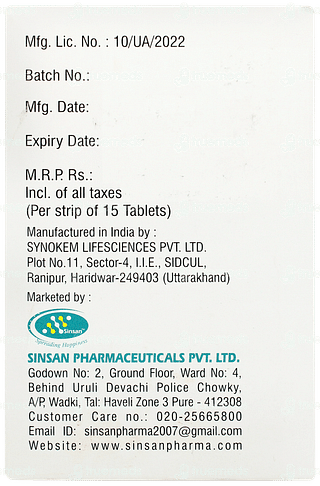 Mfg. Lic. No. : 10/UA/2022
Batch No.:
Mfg. Date:
Expiry Date:
M.R.P. Rs.:
Incl. of all taxes
(Per strip of 15 Tablets)
Manufactured in India by :
SYNOKEM LIFESCIENCES PVT. LTD.
Plot No.11, Sector-4, I.I.E., SIDCUL,
Ranipur, Haridwar-249403 (Uttarakhand)
Marketed by :
Sinsan
Spreading Happiness
SINSAN PHARMACEUTICALS PVT. LTD.
Godown No: 2, Ground Floor, Ward No: 4,
Behind Uruli Devachi Police Chowky,
A/P, Wadki, Tal: Haveli Zone 3 Pure - 412308
Customer Care no.: 020-25665800
Email ID: sinsanpharma2007@gmail.com
Website: www.sinsanpharma.com